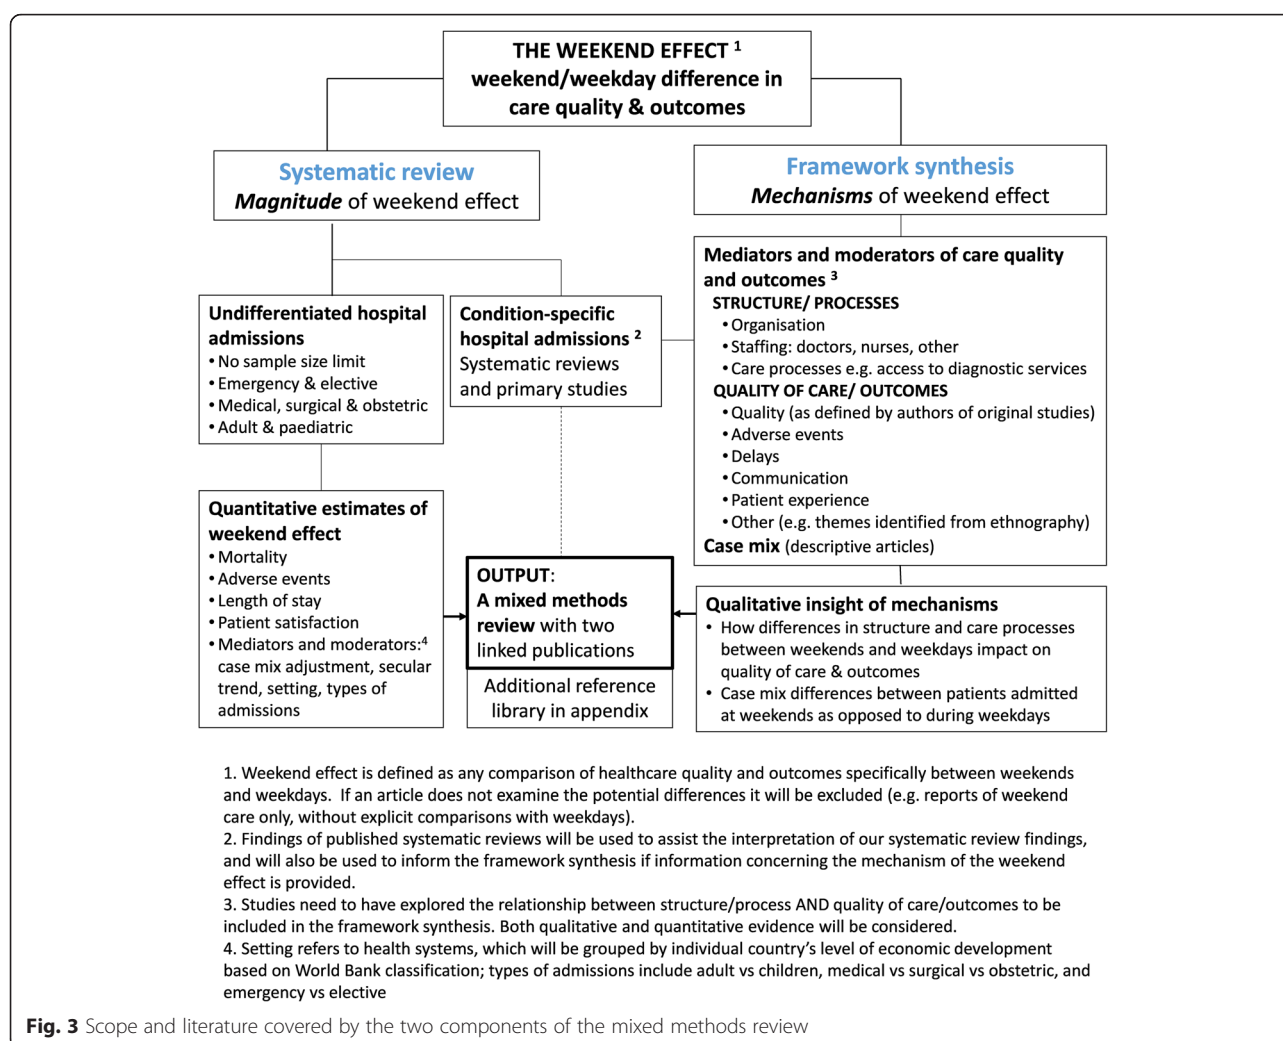 THE WEEKEND EFFECT 1
weekend/weekday difference in
care quality & outcomes
Systematic review
Magnitude of weekend effect
Framework synthesis
Mechanisms of weekend effect
Undifferentiated hospital
admissions
• No sample size limit
• Emergency & elective
• Medical, surgical & obstetric
• Adult & paediatric
Condition-specific
hospital admissions 2
Systematic reviews
and primary studies
Mediators and moderators of care quality
and outcomes 3
STRUCTURE/ PROCESSES
• Organisation
• Staffing: doctors, nurses, other
• Care processes e.g. access to diagnostic services
QUALITY OF CARE/ OUTCOMES
• Quality (as defined by authors of original studies)
• Adverse events
• Delays
• Communication
• Patient experience
• Other (e.g. themes identified from ethnography)
Case mix (descriptive articles)
Quantitative estimates of
weekend effect
• Mortality
• Adverse events
• Length of stay
• Patient satisfaction
• Mediators and moderators:4
case mix adjustment, secular
trend, setting, types of
admissions
OUTPUT:
A mixed methods
review with two
linked publications
Additional reference
library in appendix
Qualitative insight of mechanisms
• How differences in structure and care processes
between weekends and weekdays impact on
quality of care & outcomes
• Case mix differences between patients admitted
at weekends as opposed to during weekdays
1. Weekend effect is defined as any comparison of healthcare quality and outcomes specifically between weekends
and weekdays. If an article does not examine the potential differences it will be excluded (e.g. reports of weekend
care only, without explicit comparisons with weekdays).
2. Findings of published systematic reviews will be used to assist the interpretation of our systematic review findings,
and will also be used to inform the framework synthesis if information concerning the mechanism of the weekend
effect is provided.
3. Studies need to have explored the relationship between structure/process AND quality of care/outcomes to be
included in the framework synthesis. Both qualitative and quantitative evidence will be considered.
4. Setting refers to health systems, which will be grouped by individual country's level of economic development
based on World Bank classification; types of admissions include adult vs children, medical vs surgical vs obstetric, and
emergency vs elective
Fig. 3 Scope and literature covered by the two components of the mixed methods review